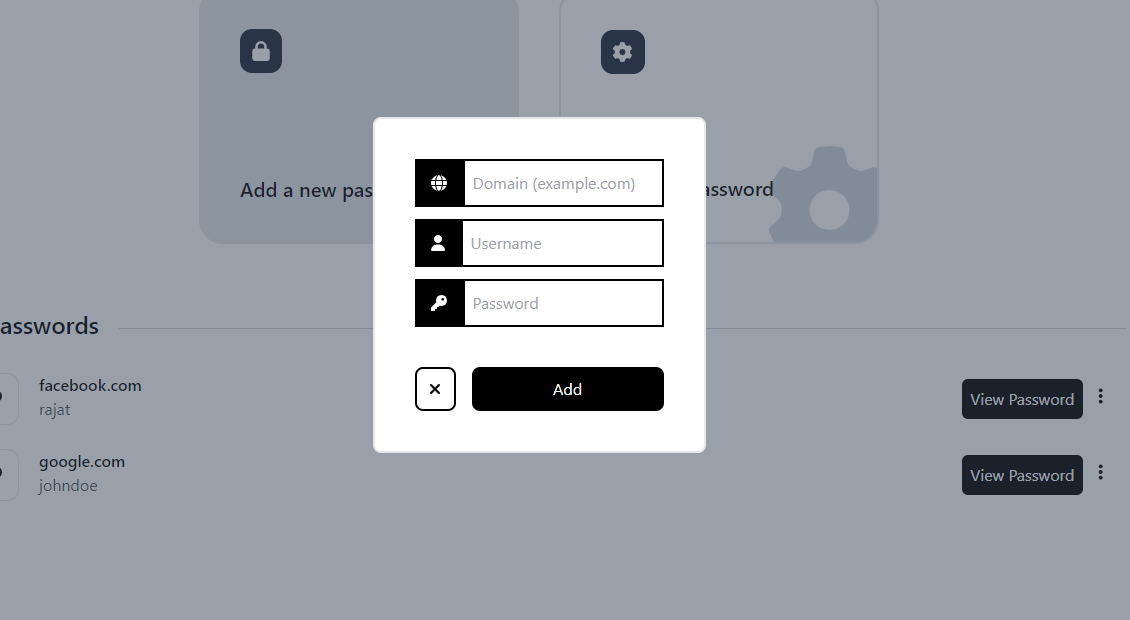 Add a new pas
assword
Domain (example.com)
Username
Password
Add
asswords
facebook.com
rajat
View Password
google.com
johndoe
View Password